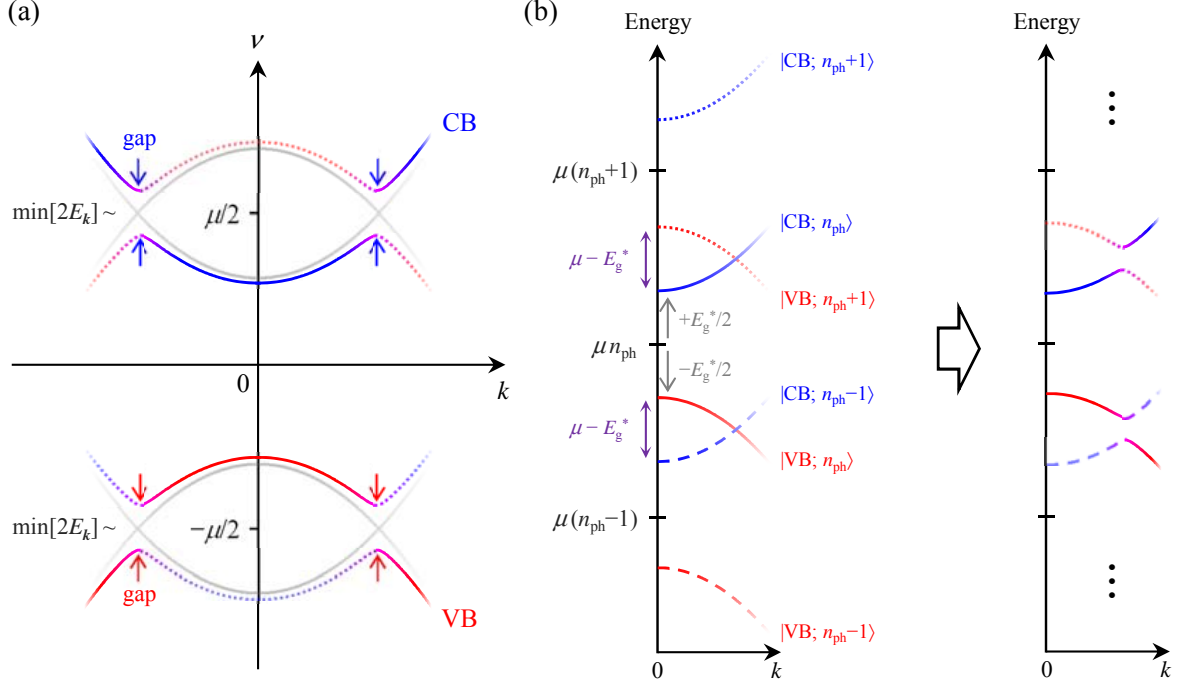 (a)
ν
CB
gap
min[2E_k] ~
μ/2
0
k
min[2E_k] ~
−μ/2
gap
VB
(b)
Energy
|CB; n_ph+1⟩
μ(n_ph+1)
|CB; n_ph⟩
μ − E_g^*
|VB; n_ph+1⟩
+E_g^*/2
μ n_ph
−E_g^*/2
|CB; n_ph−1⟩
μ − E_g^*
|VB; n_ph⟩
μ(n_ph−1)
|VB; n_ph−1⟩
0
k
Energy
0
k